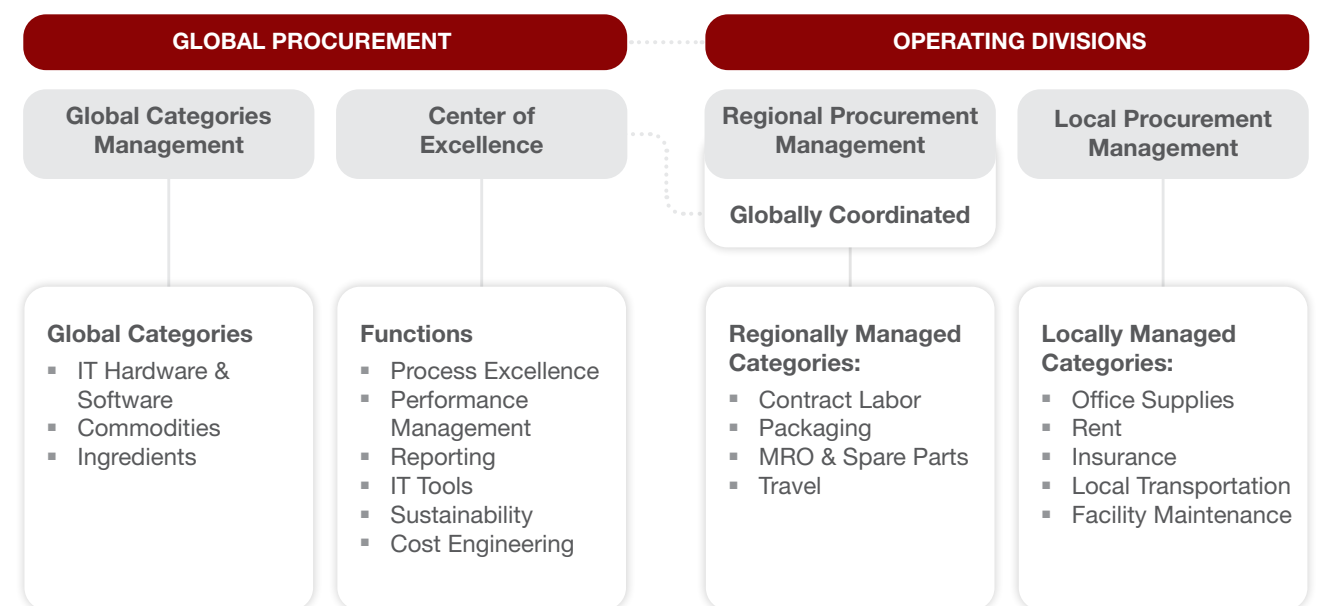 GLOBAL PROCUREMENT
OPERATING DIVISIONS
Global Categories
Management
Center of
Excellence
Regional Procurement
Management
Globally Coordinated
Local Procurement
Management
Global Categories
▪ IT Hardware &
Software
▪ Commodities
▪ Ingredients
Functions
▪ Process Excellence
▪ Performance
Management
▪ Reporting
▪ IT Tools
▪ Sustainability
▪ Cost Engineering
Regionally Managed
Categories:
▪ Contract Labor
▪ Packaging
▪ MRO & Spare Parts
▪ Travel
Locally Managed
Categories:
▪ Office Supplies
▪ Rent
▪ Insurance
▪ Local Transportation
▪ Facility Maintenance